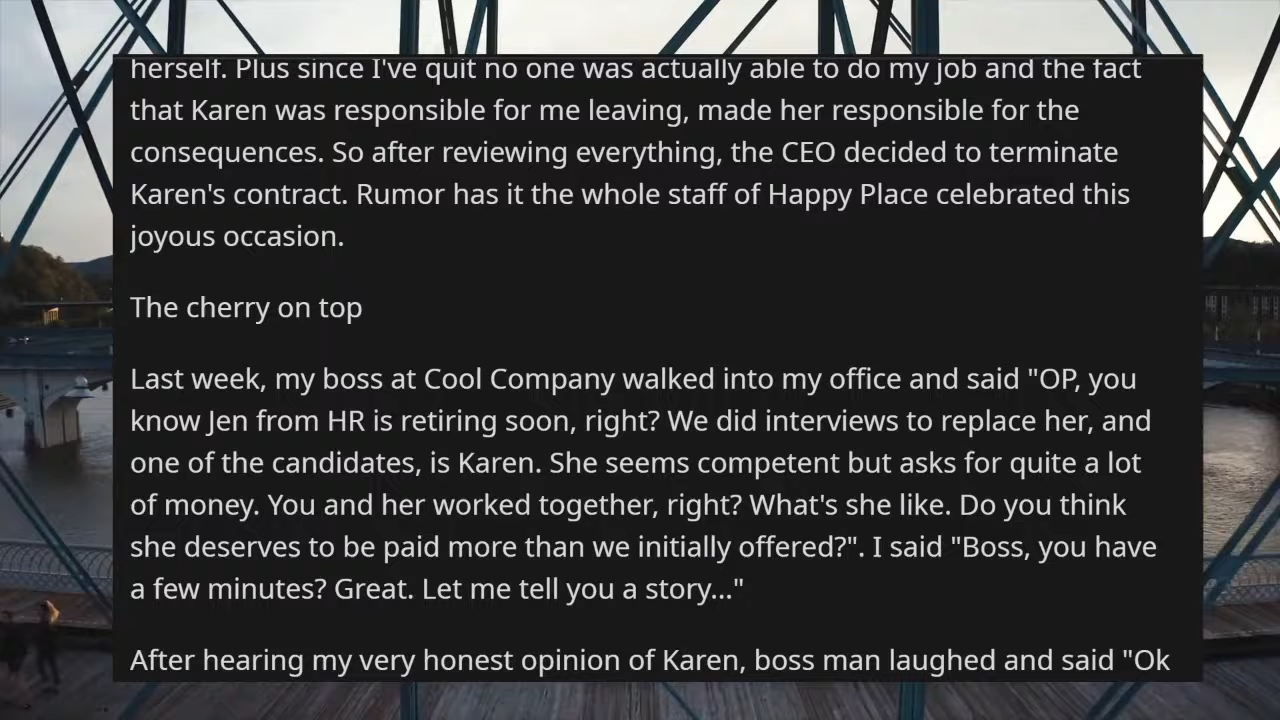 herself. Plus since I've quit no one was actually able to do my job and the fact
that Karen was responsible for me leaving, made her responsible for the
consequences. So after reviewing everything, the CEO decided to terminate
Karen's contract. Rumor has it the whole staff of Happy Place celebrated this
joyous occasion.
The cherry on top
Last week, my boss at Cool Company walked into my office and said "OP, you
know Jen from HR is retiring soon, right? We did interviews to replace her, and
one of the candidates, is Karen. She seems competent but asks for quite a lot
of money. You and her worked together, right? What's she like. Do you think
she deserves to be paid more than we initially offered?". I said "Boss, you have
a few minutes? Great. Let me tell you a story..."
After hearing my very honest opinion of Karen, boss man laughed and said "Ok